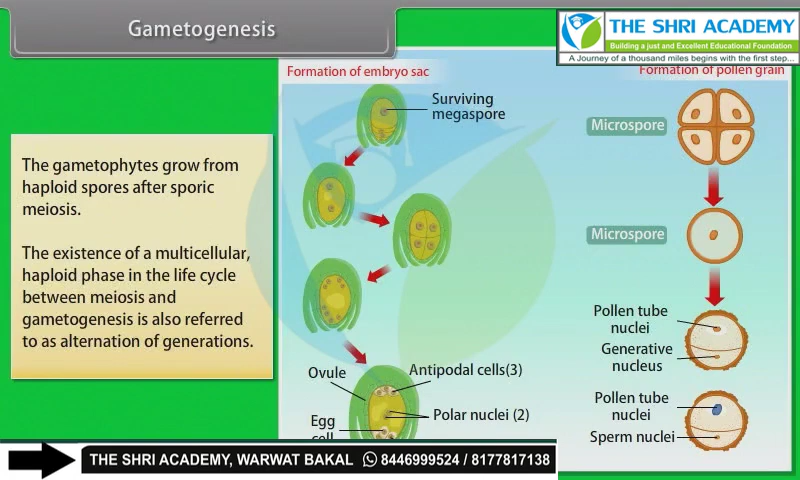 Gametogenesis
THE SHRI ACADEMY
Building a just and Excellent Educational Foundation
A Journey of a thousand miles begins with the first step...
Formation of embryo sac
Formation of pollen grain
The gametophytes grow from
haploid spores after sporic
meiosis.
The existence of a multicellular,
haploid phase in the life cycle
between meiosis and
gametogenesis is also referred
to as alternation of generations.
Surviving
megaspore
Ovule
Antipodal cells(3)
Polar nuclei (2)
Egg
cell
Microspore
Microspore
Pollen tube
nuclei
Generative
nucleus
Pollen tube
nuclei
Sperm nuclei
THE SHRI ACADEMY, WARWAT BAKAL 8446999524 / 8177817138